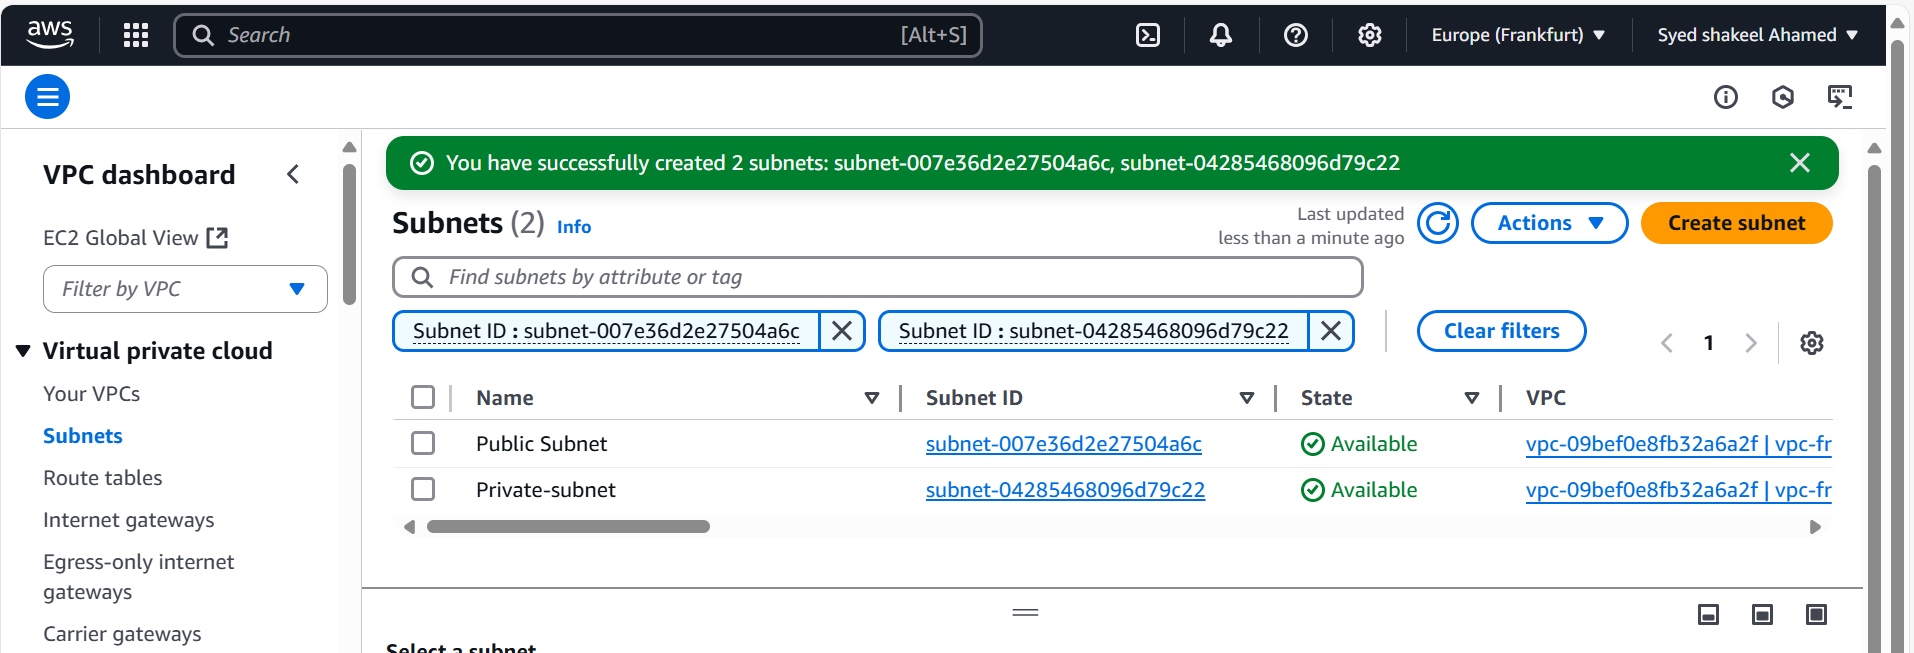 aws
Search [Alt+S]
Europe (Frankfurt)
Syed shakeel Ahamed
VPC dashboard
EC2 Global View
Filter by VPC
Virtual private cloud
Your VPCs
Subnets
Route tables
Internet gateways
Egress-only internet
gateways
Carrier gateways
You have successfully created 2 subnets: subnet-007e36d2e27504a6c, subnet-04285468096d79c22
Subnets (2) Info
Last updated
less than a minute ago
Actions
Create subnet
Find subnets by attribute or tag
Subnet ID : subnet-007e36d2e27504a6c
Subnet ID : subnet-04285468096d79c22
Clear filters
1
Name Subnet ID State VPC
Public Subnet subnet-007e36d2e27504a6c Available vpc-09bef0e8fb32a6a2f | vpc-fr
Private-subnet subnet-04285468096d79c22 Available vpc-09bef0e8fb32a6a2f | vpc-fr
Select a subnet